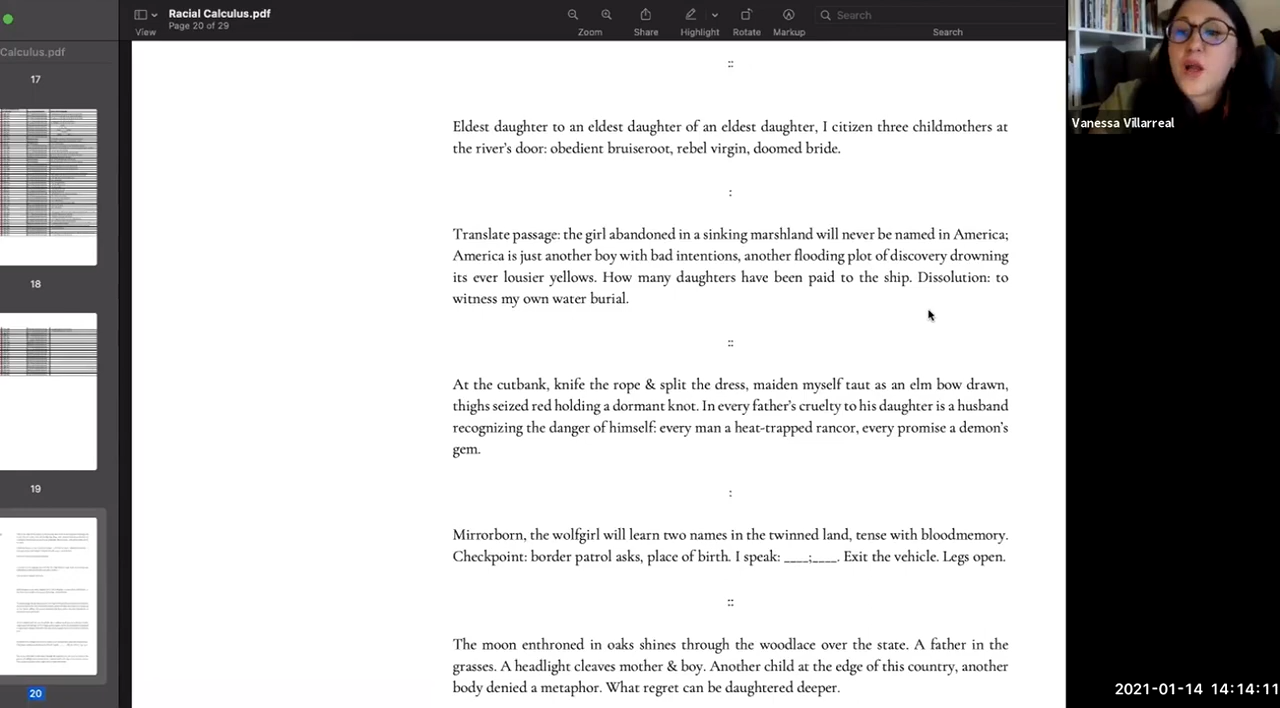 Racial Calculus.pdf
Page 20 of 29
View
Zoom
Share
Highlight
Rotate
Markup
Search
Search
Calculus.pdf
17
18
19
20
::
Eldest daughter to an eldest daughter of an eldest daughter, I citizen three childmothers at
the river's door: obedient bruiseroot, rebel virgin, doomed bride.
:
Translate passage: the girl abandoned in a sinking marshland will never be named in America;
America is just another boy with bad intentions, another flooding plot of discovery drowning
its ever lousier yellows. How many daughters have been paid to the ship. Dissolution: to
witness my own water burial.
::
At the cutbank, knife the rope & split the dress, maiden myself taut as an elm bow drawn,
thighs seized red holding a dormant knot. In every father's cruelty to his daughter is a husband
recognizing the danger of himself: every man a heat-trapped rancor, every promise a demon's
gem.
:
Mirrorborn, the wolfgirl will learn two names in the twinned land, tense with bloodmemory.
Checkpoint: border patrol asks, place of birth. I speak: ____;____. Exit the vehicle. Legs open.
::
The moon enthroned in oaks shines through the woodlace over the state. A father in the
grasses. A headlight cleaves mother & boy. Another child at the edge of this country, another
body denied a metaphor. What regret can be daughtered deeper.
Vanessa Villarreal
2021-01-14 14:14:11